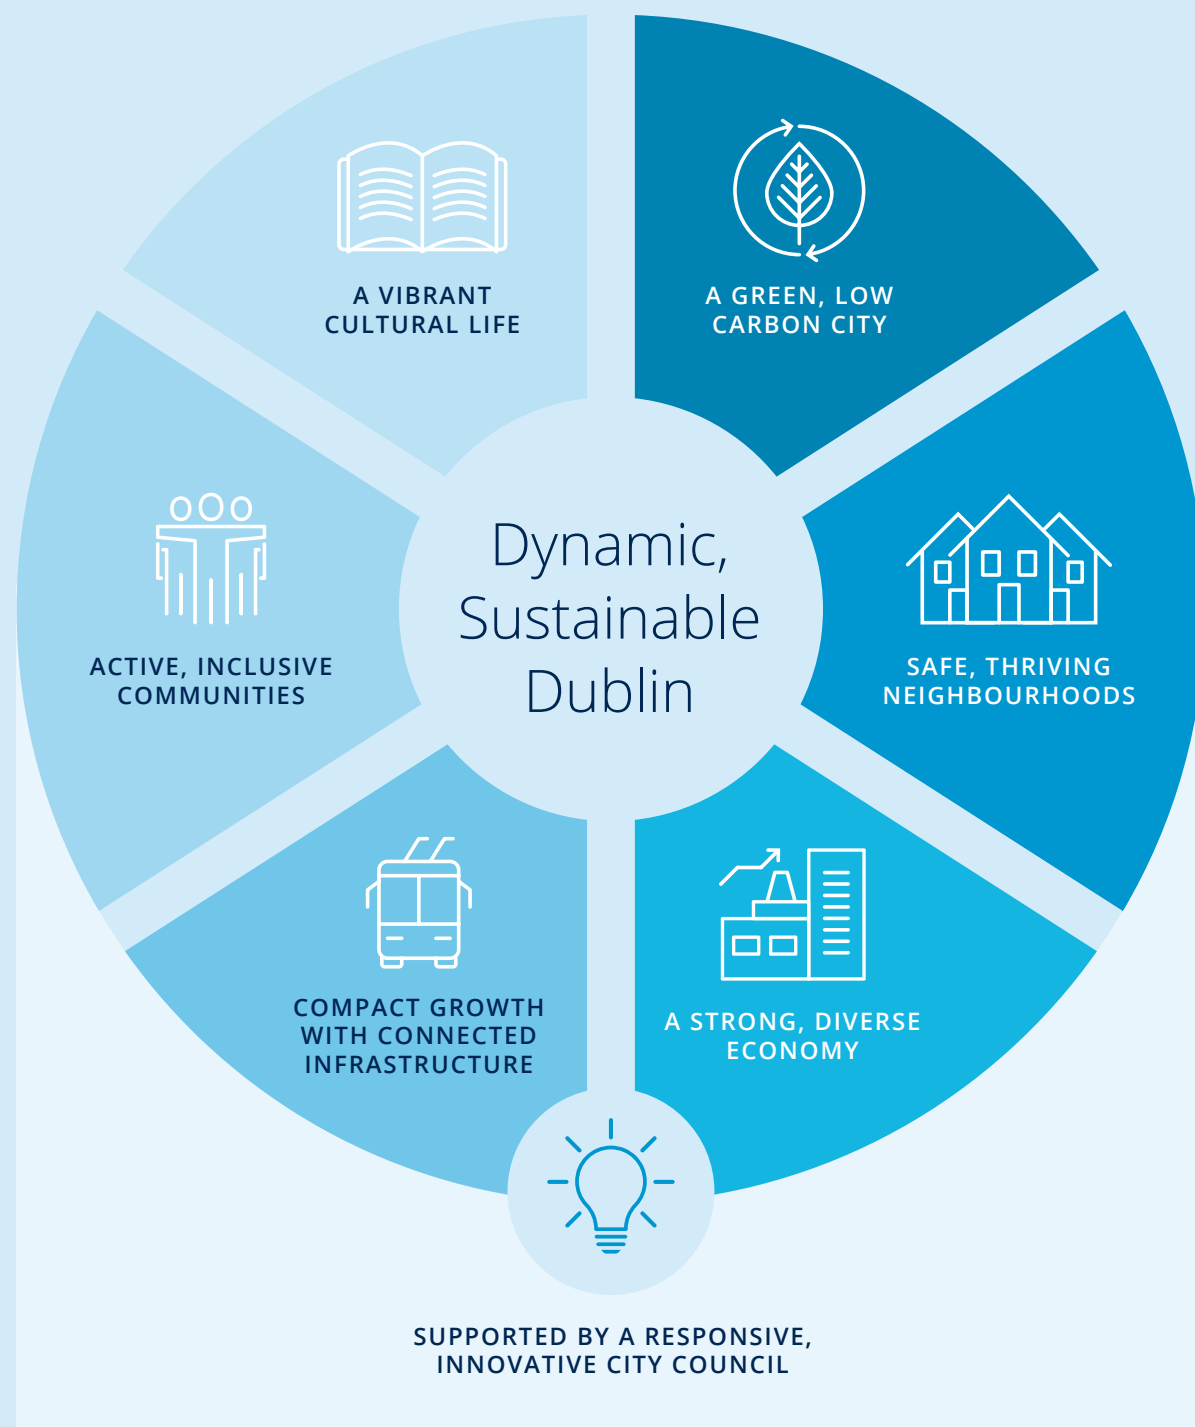 A VIBRANT
CULTURAL LIFE
A GREEN, LOW
CARBON CITY
Dynamic,
Sustainable
Dublin
ACTIVE, INCLUSIVE
COMMUNITIES
SAFE, THRIVING
NEIGHBOURHOODS
COMPACT GROWTH
WITH CONNECTED
INFRASTRUCTURE
A STRONG, DIVERSE
ECONOMY
SUPPORTED BY A RESPONSIVE,
INNOVATIVE CITY COUNCIL